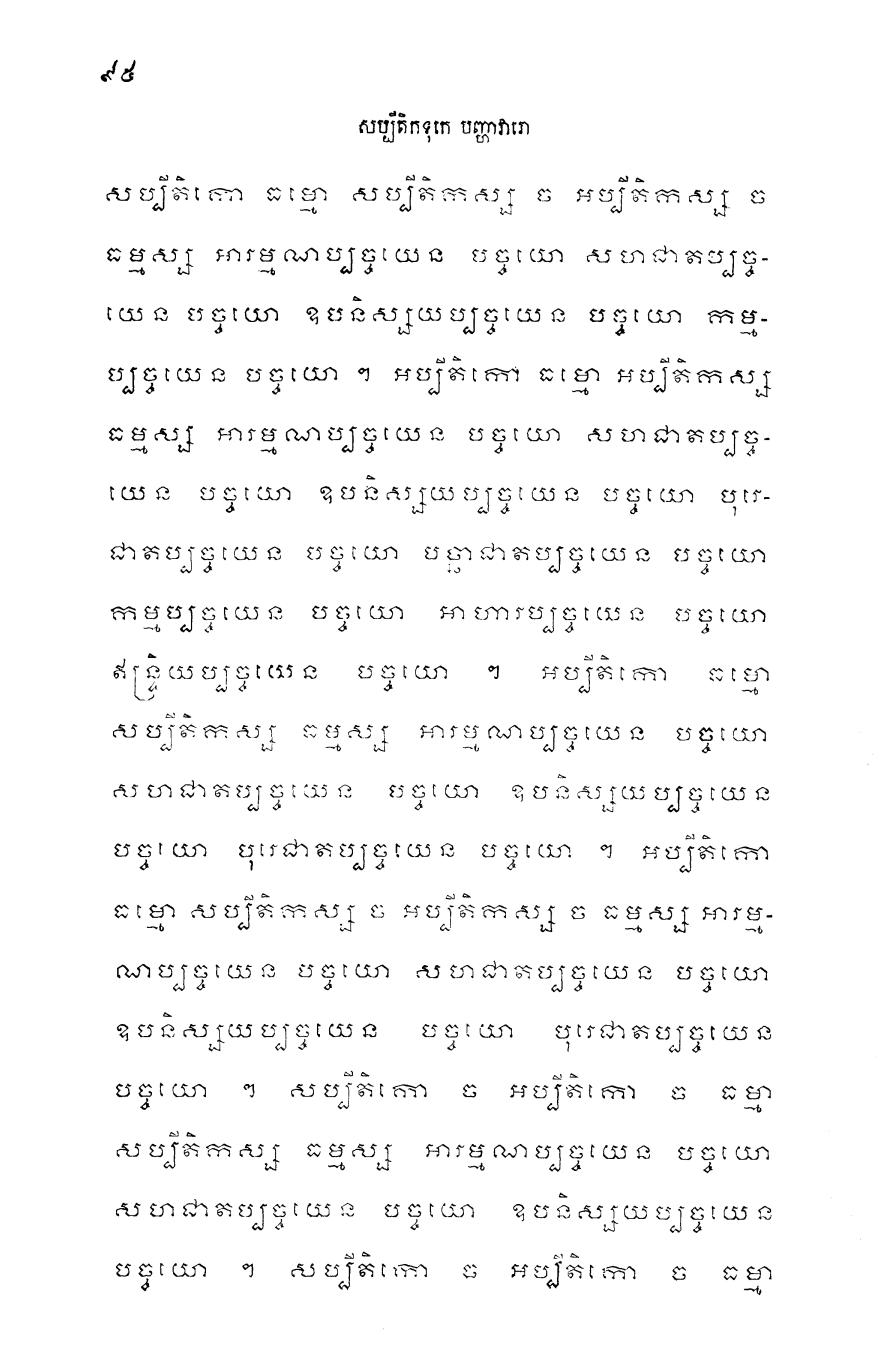 ៩៥
សប្បីតិកទុកេ បញ្ហាវារោ
សប្បីតិកោ ធម្មោ សប្បីតិកស្ស ច អប្បីតិកស្ស ច
ធម្មស្ស អារម្មណប្បច្ចយេន បច្ចយោ សហជាតប្បច្ច-
យេន បច្ចយោ ឧបនិស្សយប្បច្ចយេន បច្ចយោ កម្ម-
ប្បច្ចយេន បច្ចយោ ។ អប្បីតិកោ ធម្មោ អប្បីតិកស្ស
ធម្មស្ស អារម្មណប្បច្ចយេន បច្ចយោ សហជាតប្បច្ច-
យេន បច្ចយោ ឧបនិស្សយប្បច្ចយេន បច្ចយោ បុរេ-
ជាតប្បច្ចយេន បច្ចយោ បច្ឆាជាតប្បច្ចយេន បច្ចយោ
កម្មប្បច្ចយេន បច្ចយោ អាហារប្បច្ចយេន បច្ចយោ
ឥន្ទ្រិយប្បច្ចយេន បច្ចយោ ។ អប្បីតិកោ ធម្មោ
សប្បីតិកស្ស ធម្មស្ស អារម្មណប្បច្ចយេន បច្ចយោ
សហជាតប្បច្ចយេន បច្ចយោ ឧបនិស្សយប្បច្ចយេន
បច្ចយោ បុរេជាតប្បច្ចយេន បច្ចយោ ។ អប្បីតិកោ
ធម្មោ សប្បីតិកស្ស ច អប្បីតិកស្ស ច ធម្មស្ស អារម្ម-
ណប្បច្ចយេន បច្ចយោ សហជាតប្បច្ចយេន បច្ចយោ
ឧបនិស្សយប្បច្ចយេន បច្ចយោ បុរេជាតប្បច្ចយេន
បច្ចយោ ។ សប្បីតិកោ ច អប្បីតិកោ ច ធម្មា
សប្បីតិកស្ស ធម្មស្ស អារម្មណប្បច្ចយេន បច្ចយោ
សហជាតប្បច្ចយេន បច្ចយោ ឧបនិស្សយប្បច្ចយេន
បច្ចយោ ។ សប្បីតិកោ ច អប្បីតិកោ ច ធម្មា